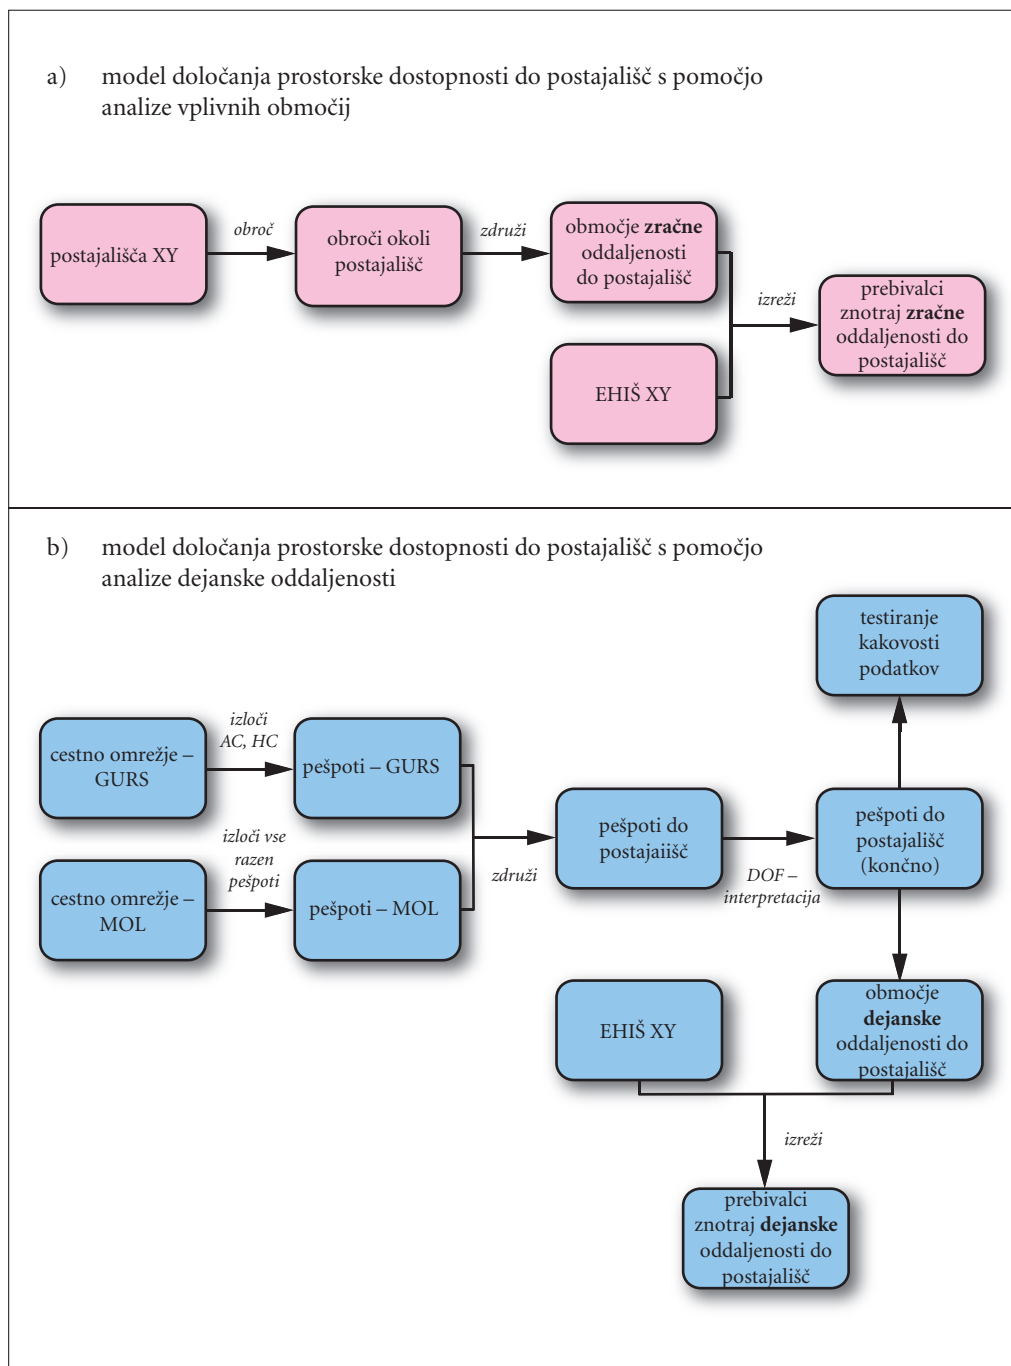 a) model določanja prostorske dostopnosti do postajališč s pomočjo
analize vplivnih območij
postajališča XY
obroč
obroči okoli
postajališč
združi
območje zračne
oddaljenosti
do postajališč
EHIŠ XY
izreži
prebivalci
znotraj zračne
oddaljenosti do
postajališč
b) model določanja prostorske dostopnosti do postajališč s pomočjo
analize dejanske oddaljenosti
testiranje
kakovosti
podatkov
cestno omrežje –
GURS
izloči
AC, HC
pešpoti – GURS
cestno omrežje –
MOL
izloči vse
razen
pešpoti
pešpoti – MOL
združi
pešpoti do
postajaiišč
DOF –
interpretacija
pešpoti do
postajališč
(končno)
EHIŠ XY
območje
dejanske
oddaljenosti do
postajališč
izreži
prebivalci
znotraj dejanske
oddaljenosti do
postajališč